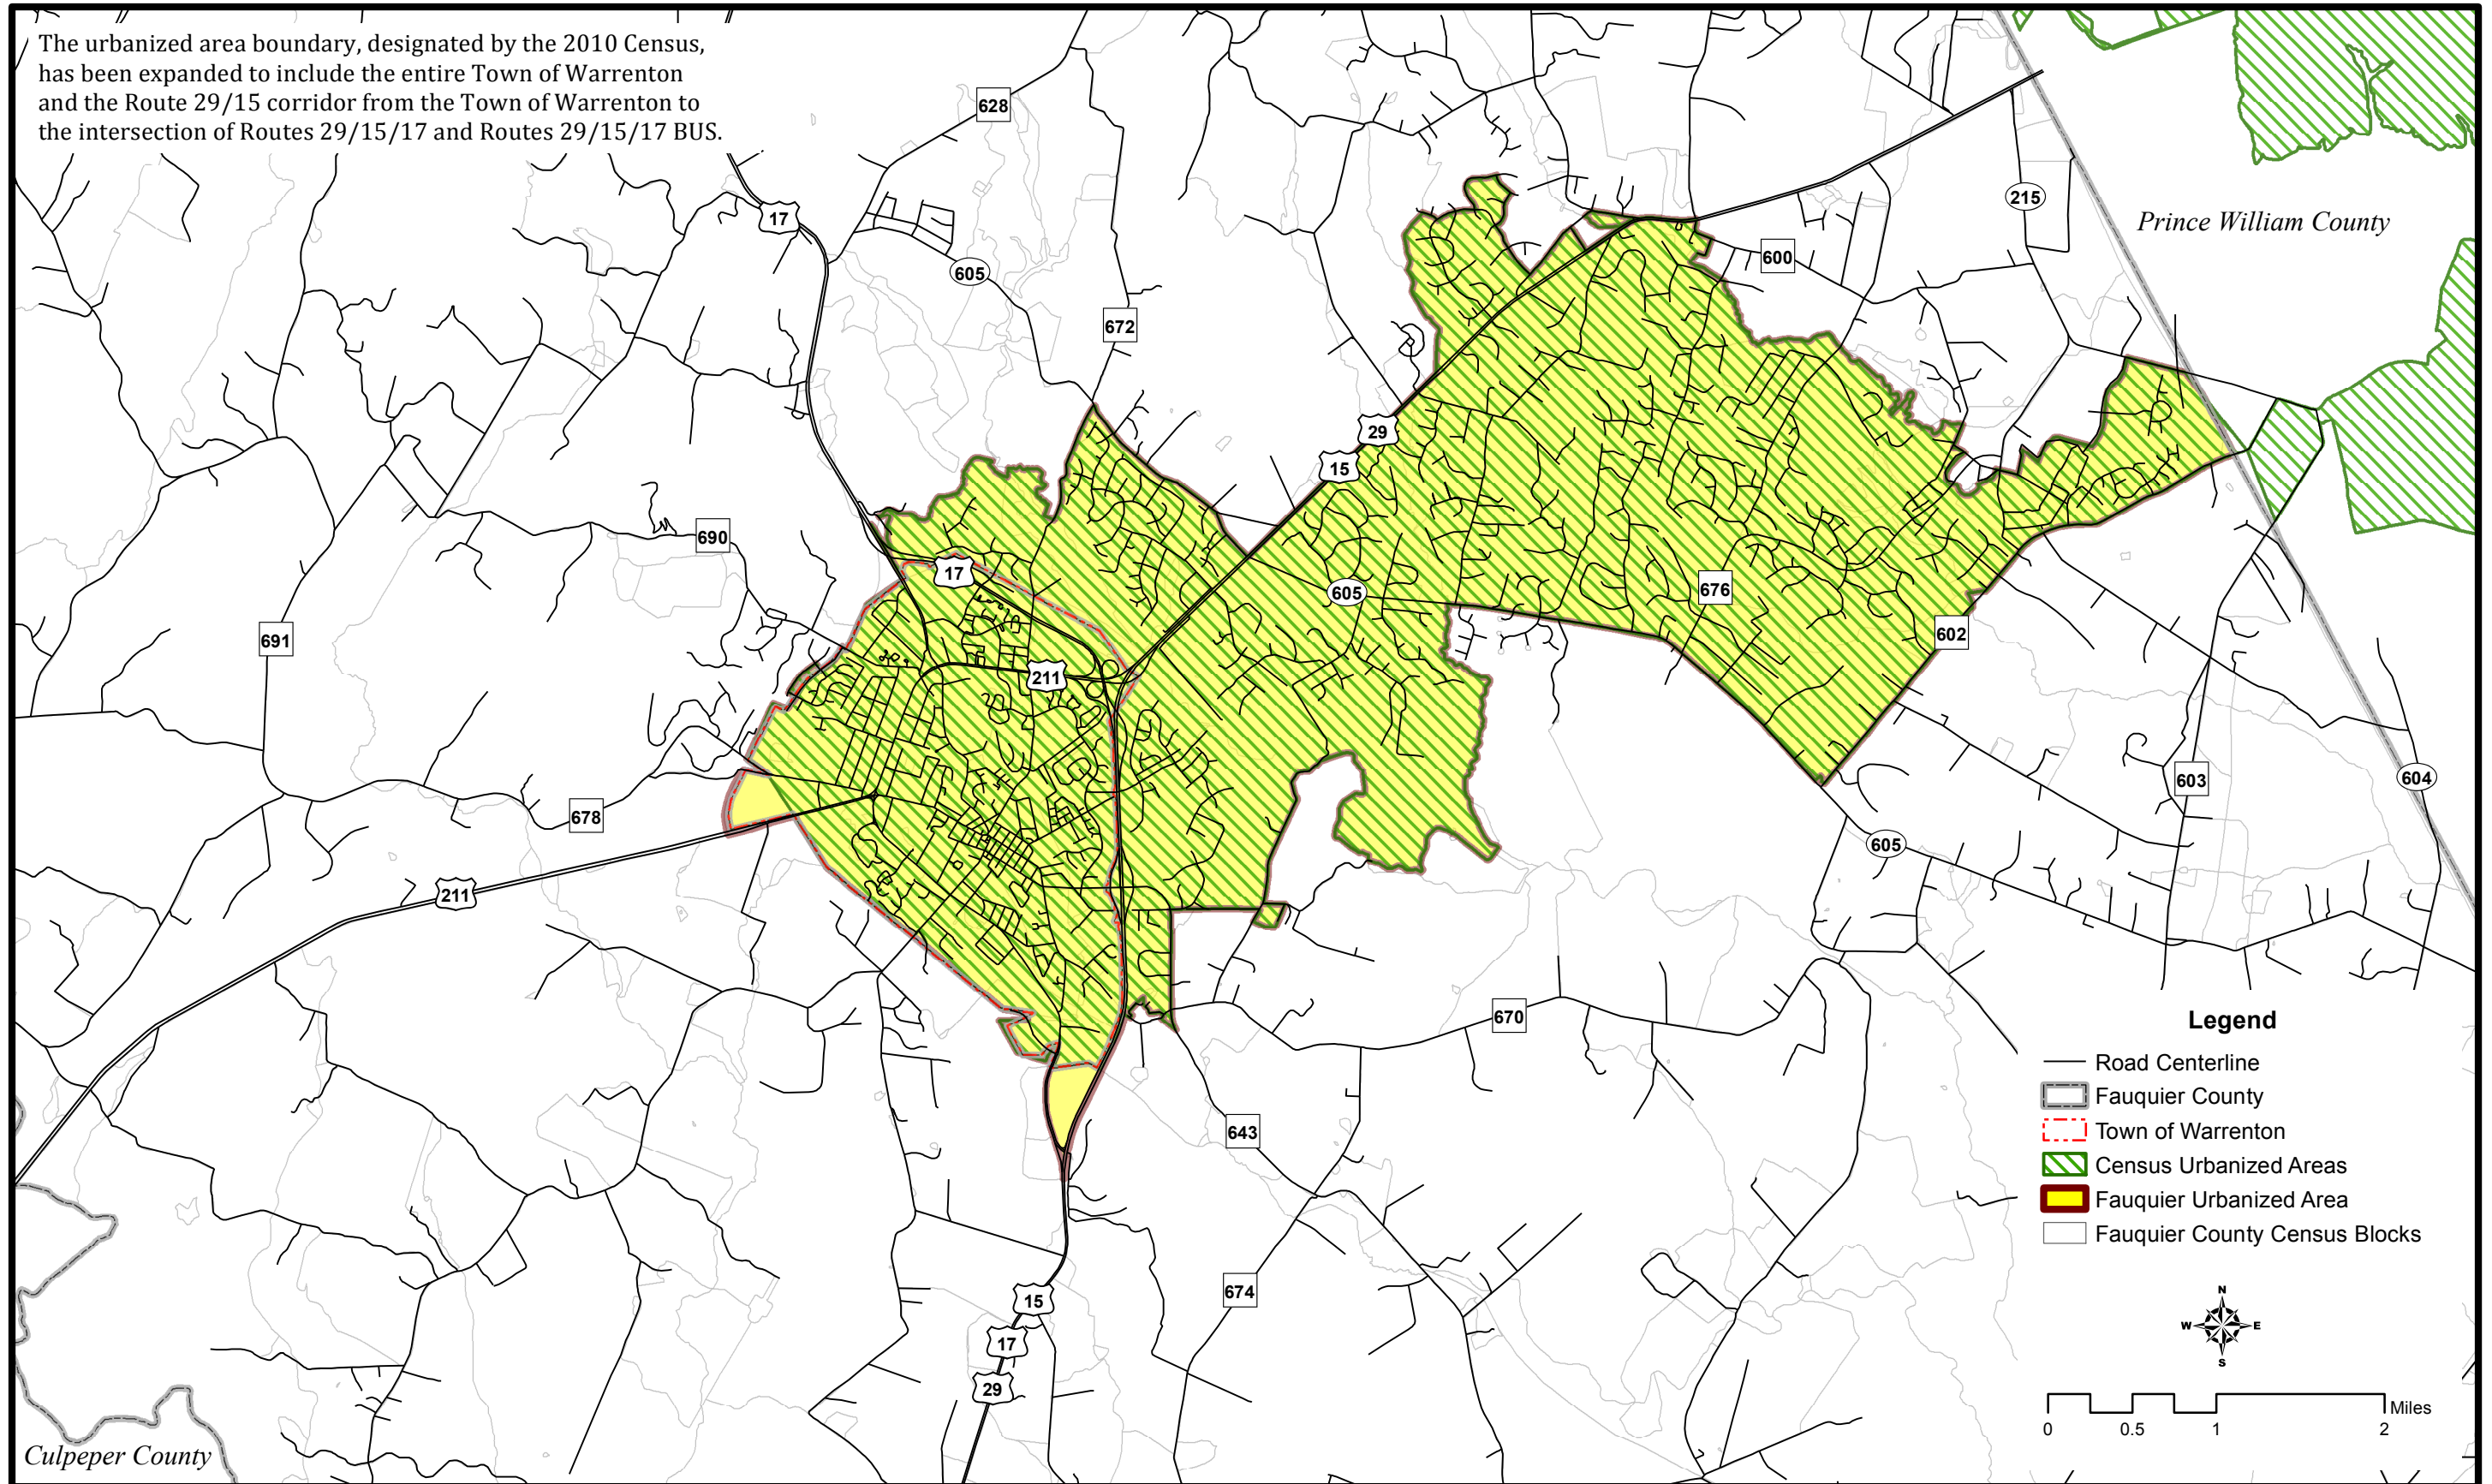 The urbanized area boundary, designated by the 2010 Census,
has been expanded to include the entire Town of Warrenton
and the Route 29/15 corridor from the Town of Warrenton to
the intersection of Routes 29/15/17 and Routes 29/15/17 BUS.
628
17
215
Prince William County
600
605
672
29
15
690
17
605
676
602
691
211
678
603
604
605
211
670
643
674
15
17
29
Culpeper County
Legend
Road Centerline
Fauquier County
Town of Warrenton
Census Urbanized Areas
Fauquier Urbanized Area
Fauquier County Census Blocks
N
W E
S
Miles
0 0.5 1 2